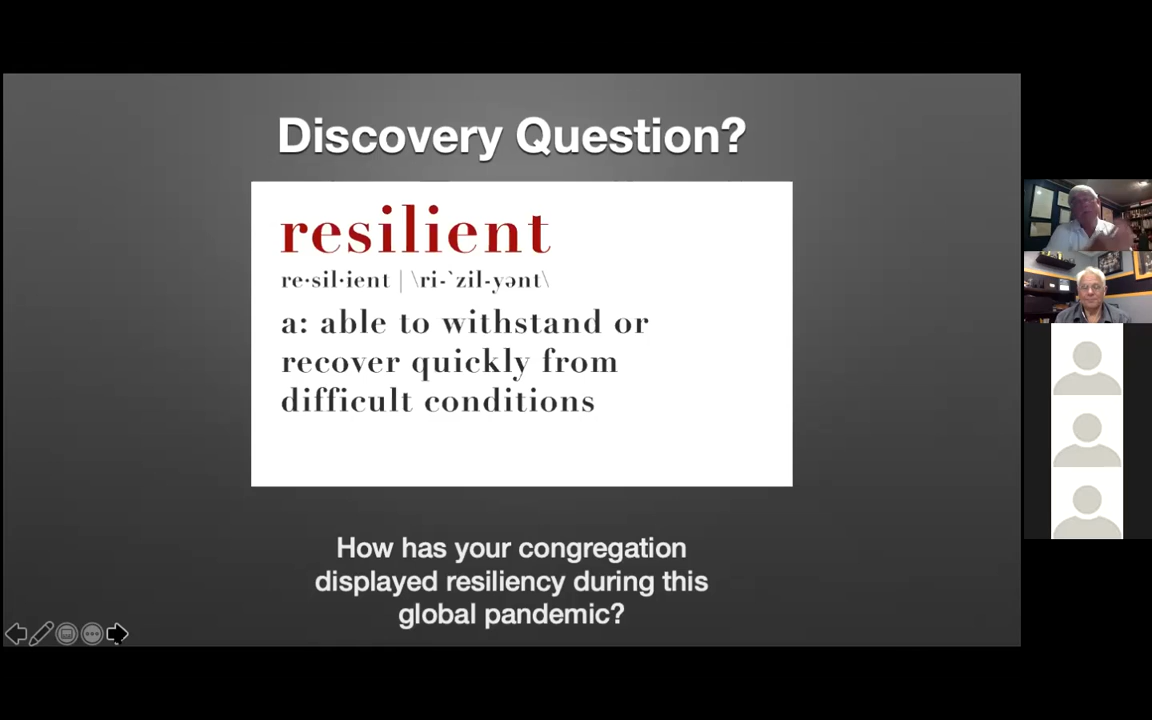 Discovery Question?
resilient
re·sil·ient | \ri-`zil-yənt\
a: able to withstand or
recover quickly from
difficult conditions
How has your congregation
displayed resiliency during this
global pandemic?